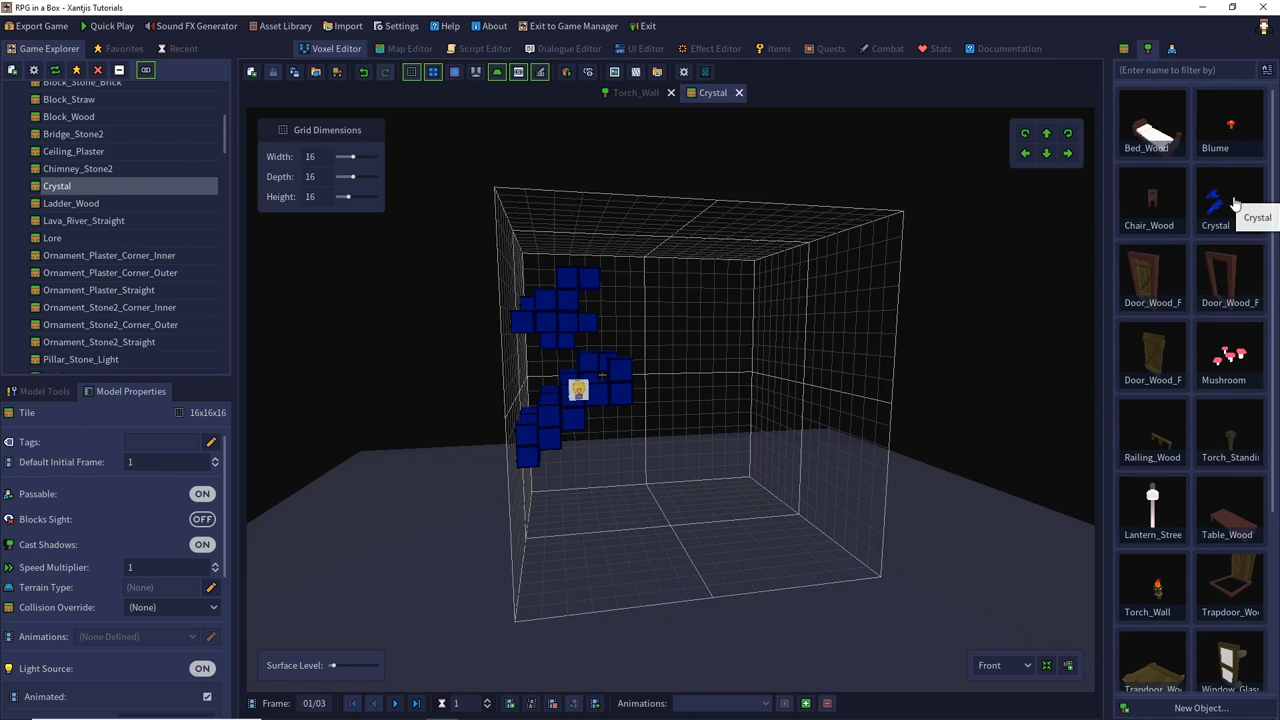 RPG in a Box - Xantjis Tutorials
Export Game Quick Play Sound FX Generator Asset Library Import Settings Help About Exit to Game Manager Exit
Game Explorer Favorites Recent Voxel Editor Map Editor Script Editor Dialogue Editor UI Editor Effect Editor Items Quests Combat Stats Documentation
(Enter name to filter by)
Block_Stone_Brick
Block_Straw
Block_Wood
Bridge_Stone2
Ceiling_Plaster
Chimney_Stone2
Crystal
Ladder_Wood
Lava_River_Straight
Lore
Ornament_Plaster_Corner_Inner
Ornament_Plaster_Corner_Outer
Ornament_Plaster_Straight
Ornament_Stone2_Corner_Inner
Ornament_Stone2_Corner_Outer
Ornament_Stone2_Straight
Pillar_Stone_Light
Model Tools Model Properties
Tile 16x16x16
Tags:
Default Initial Frame: 1
Passable: ON
Blocks Sight: OFF
Cast Shadows: ON
Speed Multiplier: 1
Terrain Type: (None)
Collision Override: (None)
Animations: (None Defined)
Light Source: ON
Animated:
Torch_Wall Crystal
Grid Dimensions
Width: 16
Depth: 16
Height: 16
Surface Level:
Front
Frame: 01/03 1 Animations:
Bed_Wood Blume
Chair_Wood Crystal
Crystal
Door_Wood_F Door_Wood_F
Door_Wood_F Mushroom
Railing_Wood Torch_Standi
Lantern_Stree Table_Wood
Torch_Wall Trapdoor_Wo
Trapdoor_Wo Window_Glass
New Object...